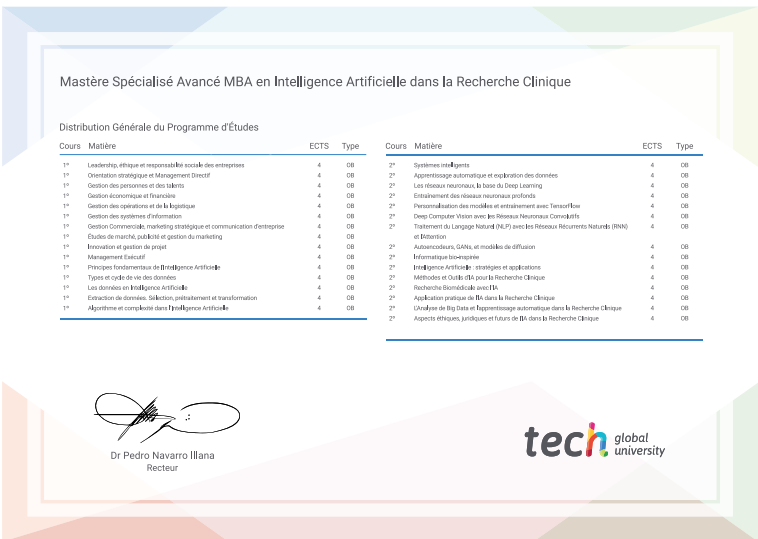 Mastère Spécialisé Avancé MBA en Intelligence Artificielle dans la Recherche Clinique
Distribution Générale du Programme d'Études
Cours Matière ECTS Type
1º Leadership, éthique et responsabilité sociale des entreprises 4 OB
1º Orientation stratégique et Management Directif 4 OB
1º Gestion des personnes et des talents 4 OB
1º Gestion économique et financière 4 OB
1º Gestion des opérations et de la logistique 4 OB
1º Gestion des systèmes d'information 4 OB
1º Gestion Commerciale, marketing stratégique et communication d'entreprise 4 OB
1º Études de marché, publicité et gestion du marketing 4 OB
1º Innovation et gestion de projet 4 OB
1º Management Exécutif 4 OB
1º Principes fondamentaux de l'Intelligence Artificielle 4 OB
1º Types et cycle de vie des données 4 OB
1º Les données en Intelligence Artificielle 4 OB
1º Extraction de données. Sélection, prétraitement et transformation 4 OB
1º Algorithme et complexité dans l'Intelligence Artificielle 4 OB
Cours Matière ECTS Type
2º Systèmes intelligents 4 OB
2º Apprentissage automatique et exploration des données 4 OB
2º Les réseaux neuronaux, la base du Deep Learning 4 OB
2º Entraînement des réseaux neuronaux profonds 4 OB
2º Personnalisation des modèles et entraînement avec TensorFlow 4 OB
2º Deep Computer Vision avec les Réseaux Neuronaux Convolutifs 4 OB
2º Traitement du Langage Naturel (NLP) avec les Réseaux Récurrents Naturels (RNN) 4 OB
et l'Attention
2º Autoencodeurs, GANs, et modèles de diffusion 4 OB
2º Informatique bio-inspirée 4 OB
2º Intelligence Artificielle : stratégies et applications 4 OB
2º Méthodes et Outils d'IA pour la Recherche Clinique 4 OB
2º Recherche Biomédicale avec l'IA 4 OB
2º Application pratique de l'IA dans la Recherche Clinique 4 OB
2º L'Analyse de Big Data et l'apprentissage automatique dans la Recherche Clinique 4 OB
2º Aspects éthiques, juridiques et futurs de l'IA dans la Recherche Clinique 4 OB
Dr Pedro Navarro Illana
Recteur
tech global
university